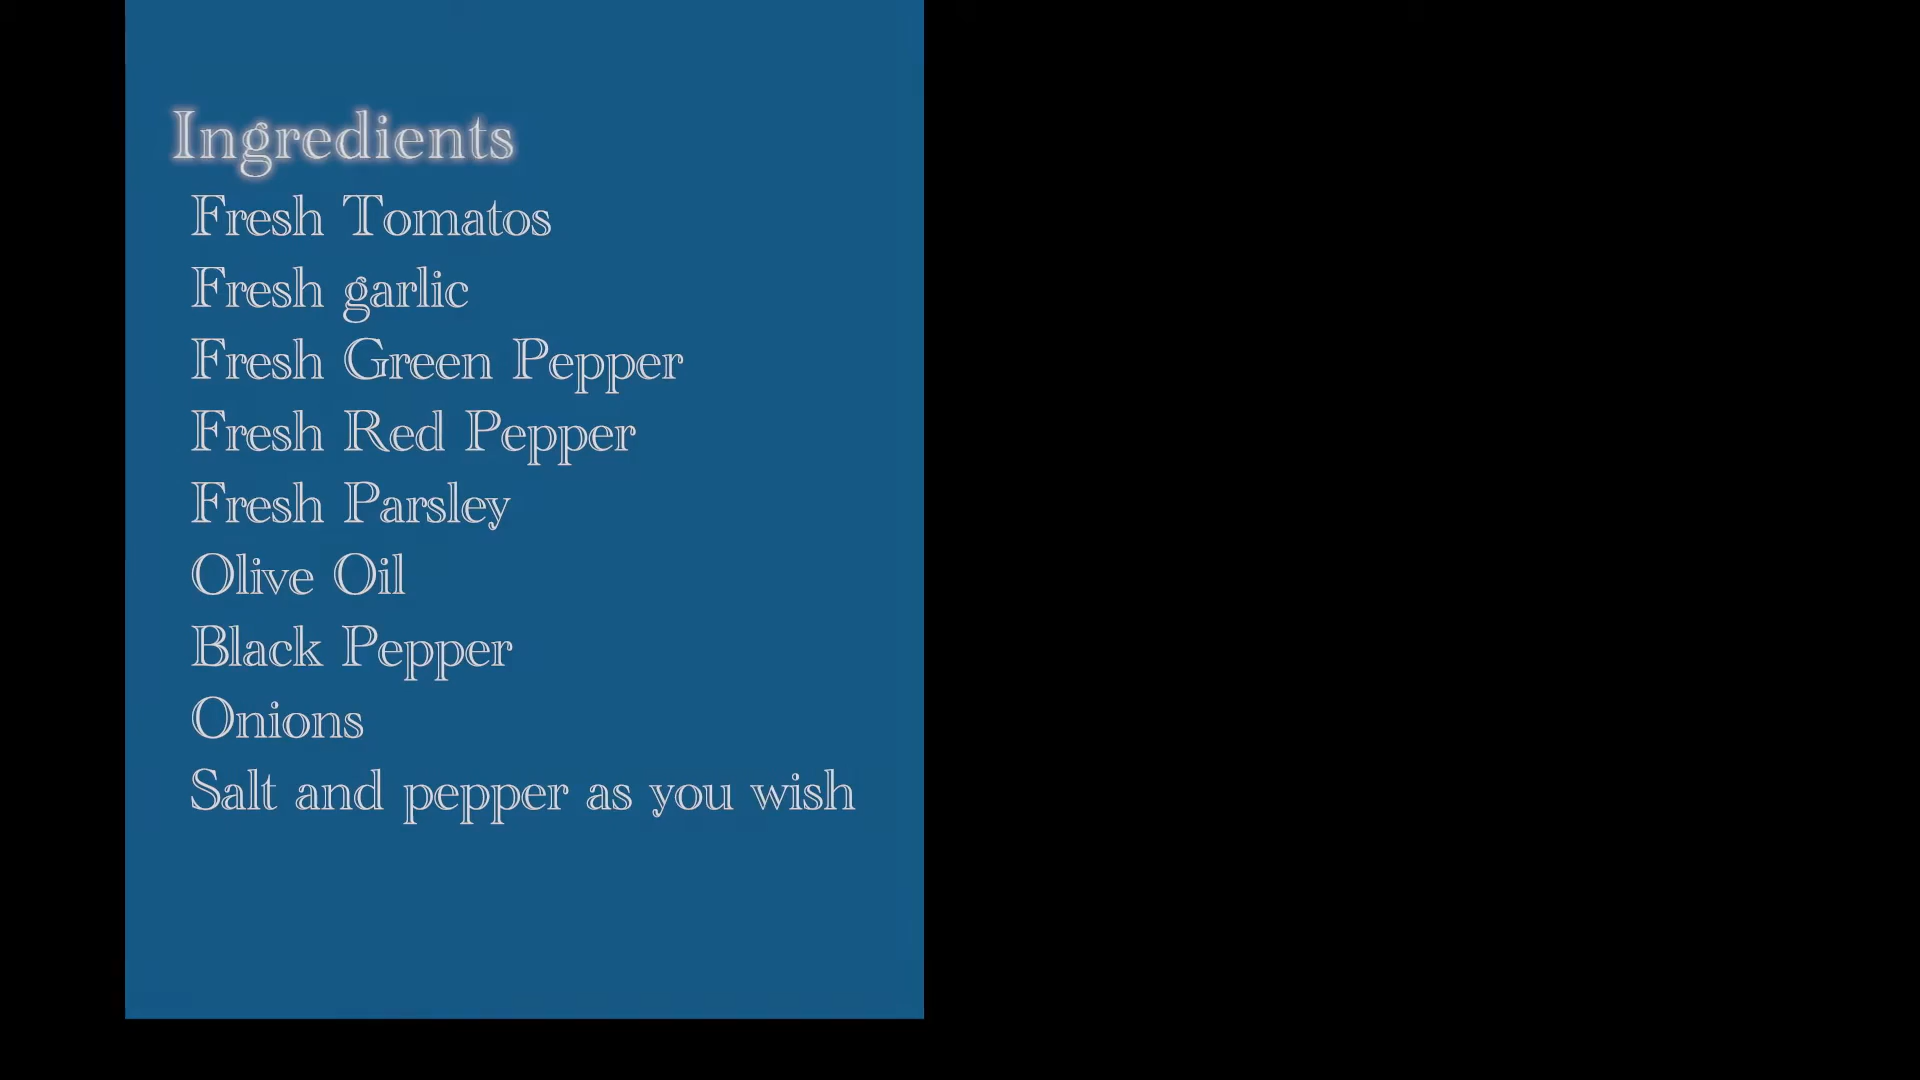 Ingredients
Fresh Tomatos
Fresh garlic
Fresh Green Pepper
Fresh Red Pepper
Fresh Parsley
Olive Oil
Black Pepper
Onions
Salt and pepper as you wish